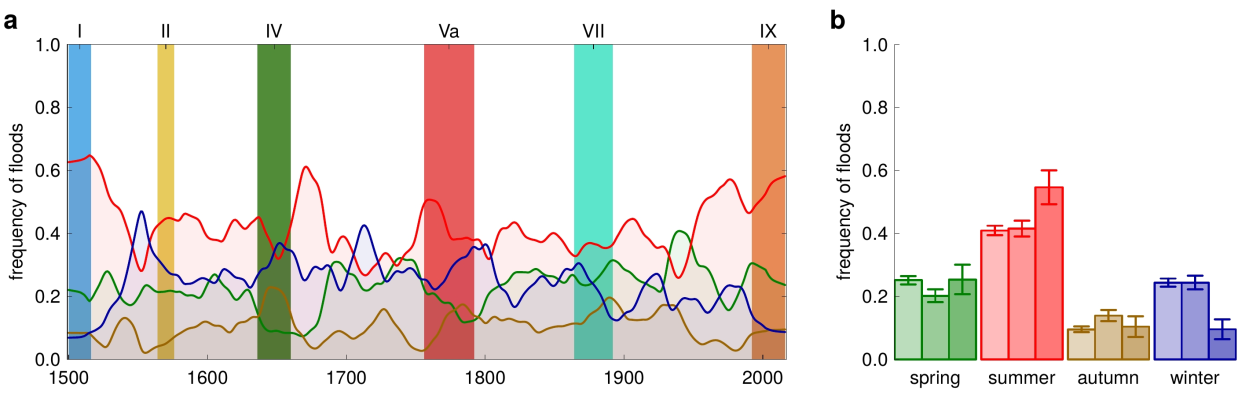 a
I II IV Va VII IX
frequency of floods
1.0
0.8
0.6
0.4
0.2
0.0
1500 1600 1700 1800 1900 2000
b
frequency of floods
1.0
0.8
0.6
0.4
0.2
0.0
spring summer autumn winter